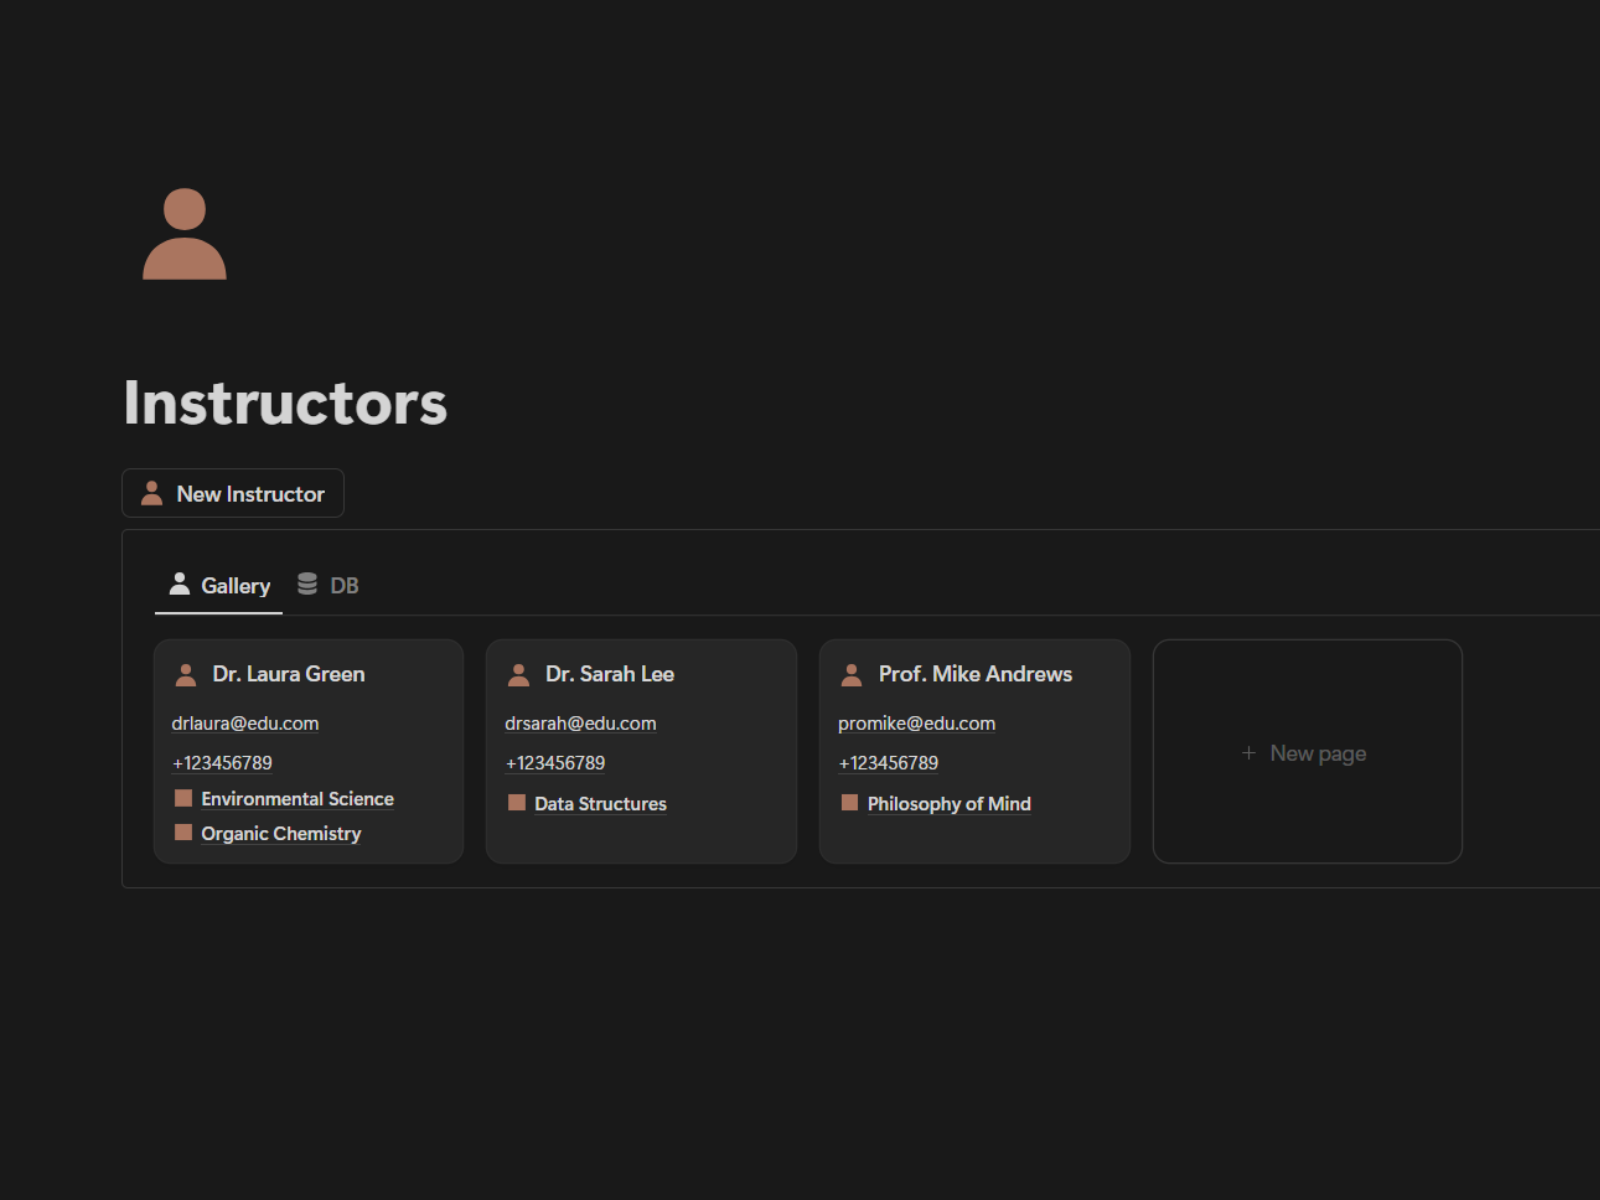 Instructors
New Instructor
Gallery DB
Dr. Laura Green
drlaura@edu.com
+123456789
Environmental Science
Organic Chemistry
Dr. Sarah Lee
drsarah@edu.com
+123456789
Data Structures
Prof. Mike Andrews
promike@edu.com
+123456789
Philosophy of Mind
+ New page